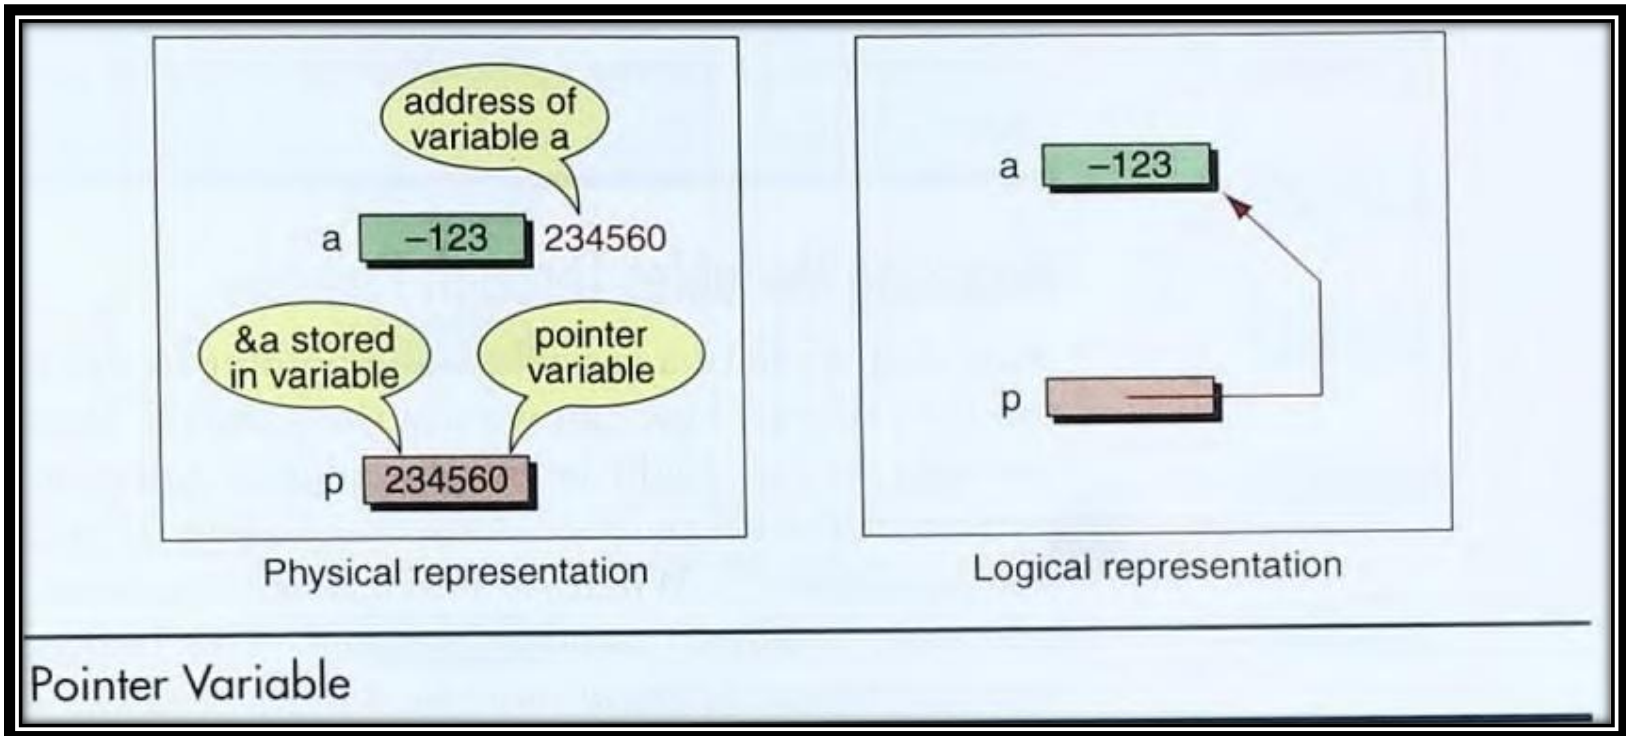 address of
variable a
a
–123
234560
&a stored
in variable
pointer
variable
p
234560
Physical representation
a
–123
p
Logical representation
Pointer Variable